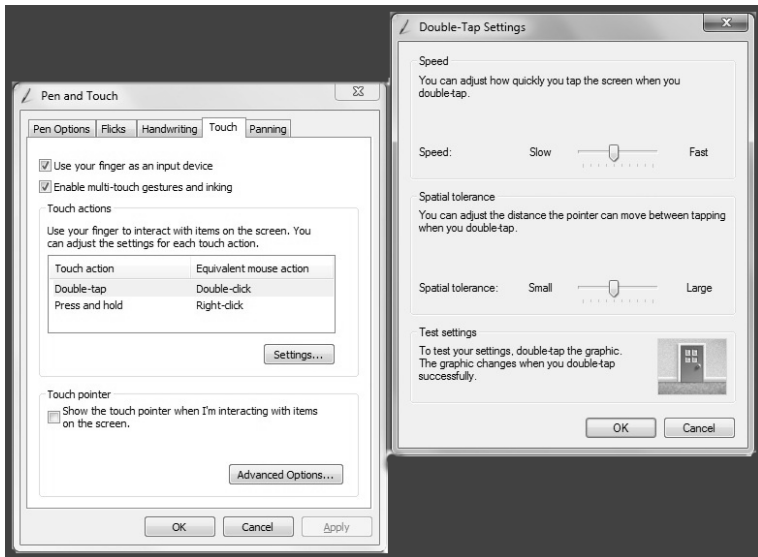 Pen and Touch
Pen Options Flicks Handwriting Touch Panning
Use your finger as an input device
Enable multi-touch gestures and inking
Touch actions
Use your finger to interact with items on the screen. You
can adjust the settings for each touch action.
Touch action Equivalent mouse action
Double-tap Double-click
Press and hold Right-click
Settings...
Touch pointer
Show the touch pointer when I'm interacting with items
on the screen.
Advanced Options...
OK Cancel Apply
Double-Tap Settings
Speed
You can adjust how quickly you tap the screen when you
double-tap.
Speed: Slow Fast
Spatial tolerance
You can adjust the distance the pointer can move between tapping
when you double-tap.
Spatial tolerance: Small Large
Test settings
To test your settings, double-tap the graphic.
The graphic changes when you double-tap
successfully.
OK Cancel